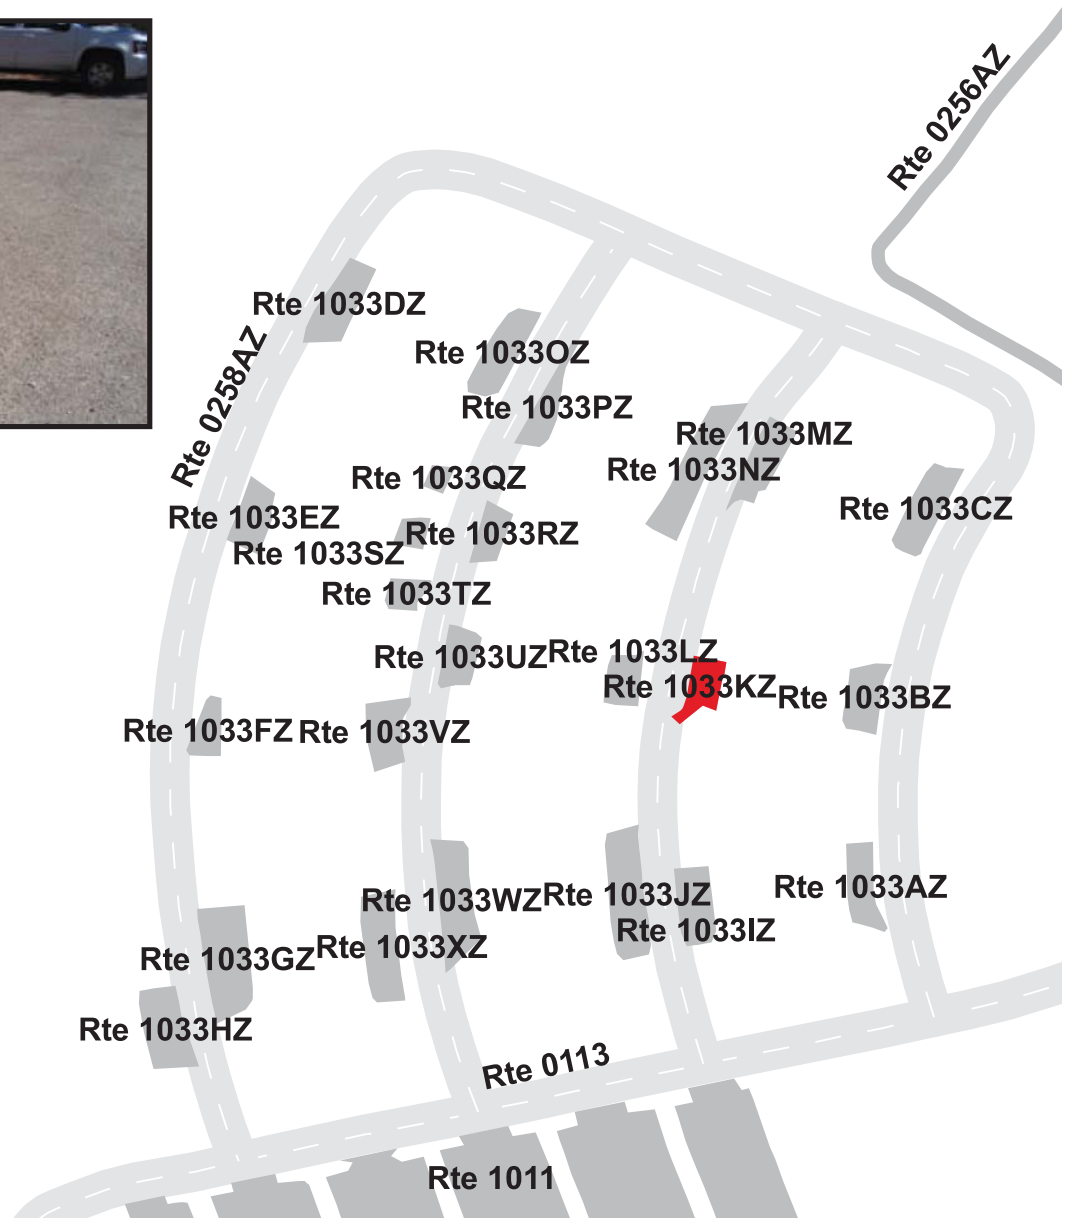 Rte 0256AZ
Rte 1033DZ
Rte 0258AZ
Rte 1033OZ
Rte 1033PZ
Rte 1033MZ
Rte 1033NZ
Rte 1033QZ
Rte 1033CZ
Rte 1033EZ
Rte 1033RZ
Rte 1033SZ
Rte 1033TZ
Rte 1033UZ
Rte 1033LZ
Rte 1033KZ
Rte 1033BZ
Rte 1033FZ
Rte 1033VZ
Rte 1033AZ
Rte 1033WZ
Rte 1033JZ
Rte 1033IZ
Rte 1033XZ
Rte 1033GZ
Rte 1033HZ
Rte 0113
Rte 1011